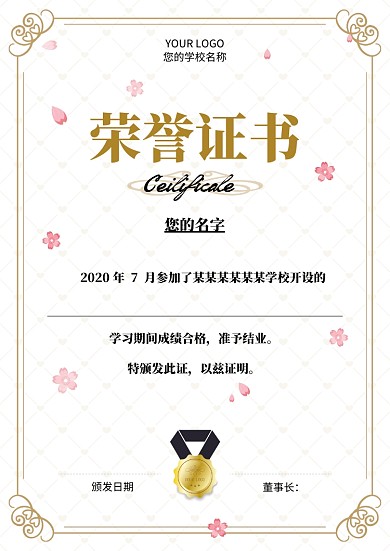 YOUR LOGO
您的学校名称
荣誉证书
Ceilificale
您的名字
2020 年 7 月参加了某某某某某某学校开设的
学习期间成绩合格，准予结业。
特颁发此证，以兹证明。
颁发日期
董事长：